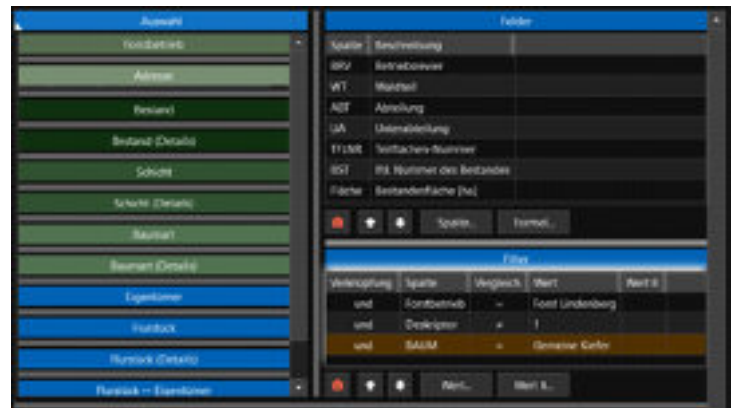 Auswahl
Forstbetrieb
Adresse
Bestand
Bestand (Details)
Schicht
Schicht (Details)
Baumart
Baumart (Details)
Eigentümer
Flurstück
Flurstück (Details)
Flurstück -- Eigentümer
Felder
Spalte Beschreibung
BRV Betriebsrevier
WT Waldteil
ABT Abteilung
UA Unterabteilung
TFLNR Teilflächen-Nummer
BST lfd. Nummer des Bestandes
Fläche Bestandesfläche [ha]
Spalte... Formel...
Filter
Verknüpfung Spalte Vergleich Wert Wert II
und Forstbetrieb = Forst Lindenberg
und Deskriptor 1
und BAUM = Gemeine Kiefer
Wert... Wert II...